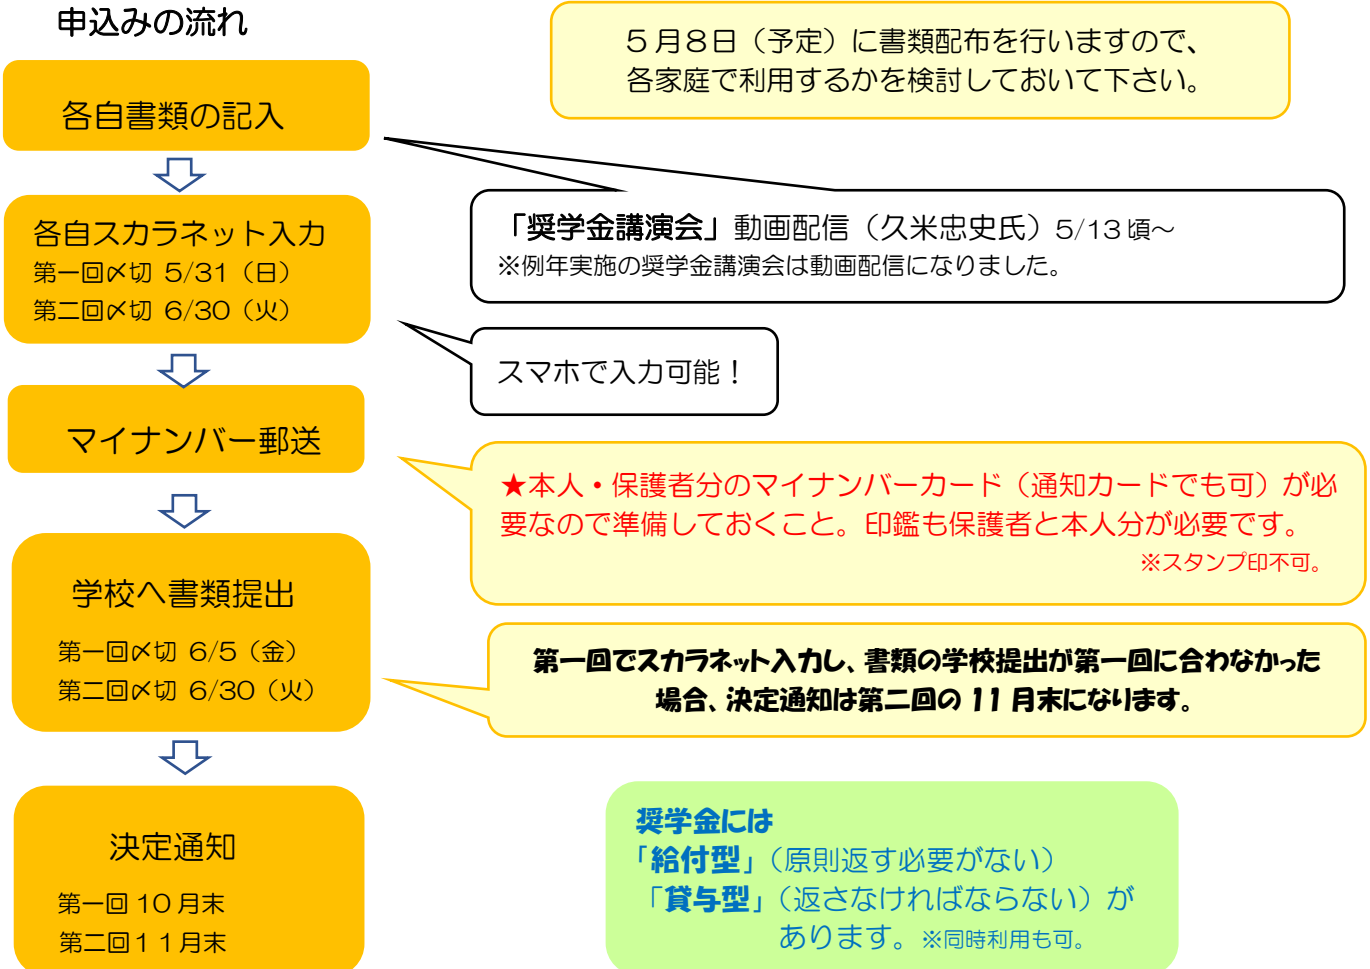 申込みの流れ
5月8日（予定）に書類配布を行いますので、
各家庭で利用するかを検討しておいて下さい。
各自書類の記入
「奨学金講演会」動画配信（久米忠史氏）5/13頃～
※例年実施の奨学金講演会は動画配信になりました。
各自スカラネット入力
第一回〆切 5/31（日）
第二回〆切 6/30（火）
スマホで入力可能！
マイナンバー郵送
★本人・保護者分のマイナンバーカード（通知カードでも可）が必
要なので準備しておくこと。印鑑も保護者と本人分が必要です。
※スタンプ印不可。
学校へ書類提出
第一回〆切 6/5（金）
第二回〆切 6/30（火）
第一回でスカラネット入力し、書類の学校提出が第一回に合わなかった
場合、決定通知は第二回の 11 月末になります。
決定通知
第一回 10 月末
第二回１１月末
奨学金には
「給付型」（原則返す必要がない）
「貸与型」（返さなければならない）が
あります。※同時利用も可。